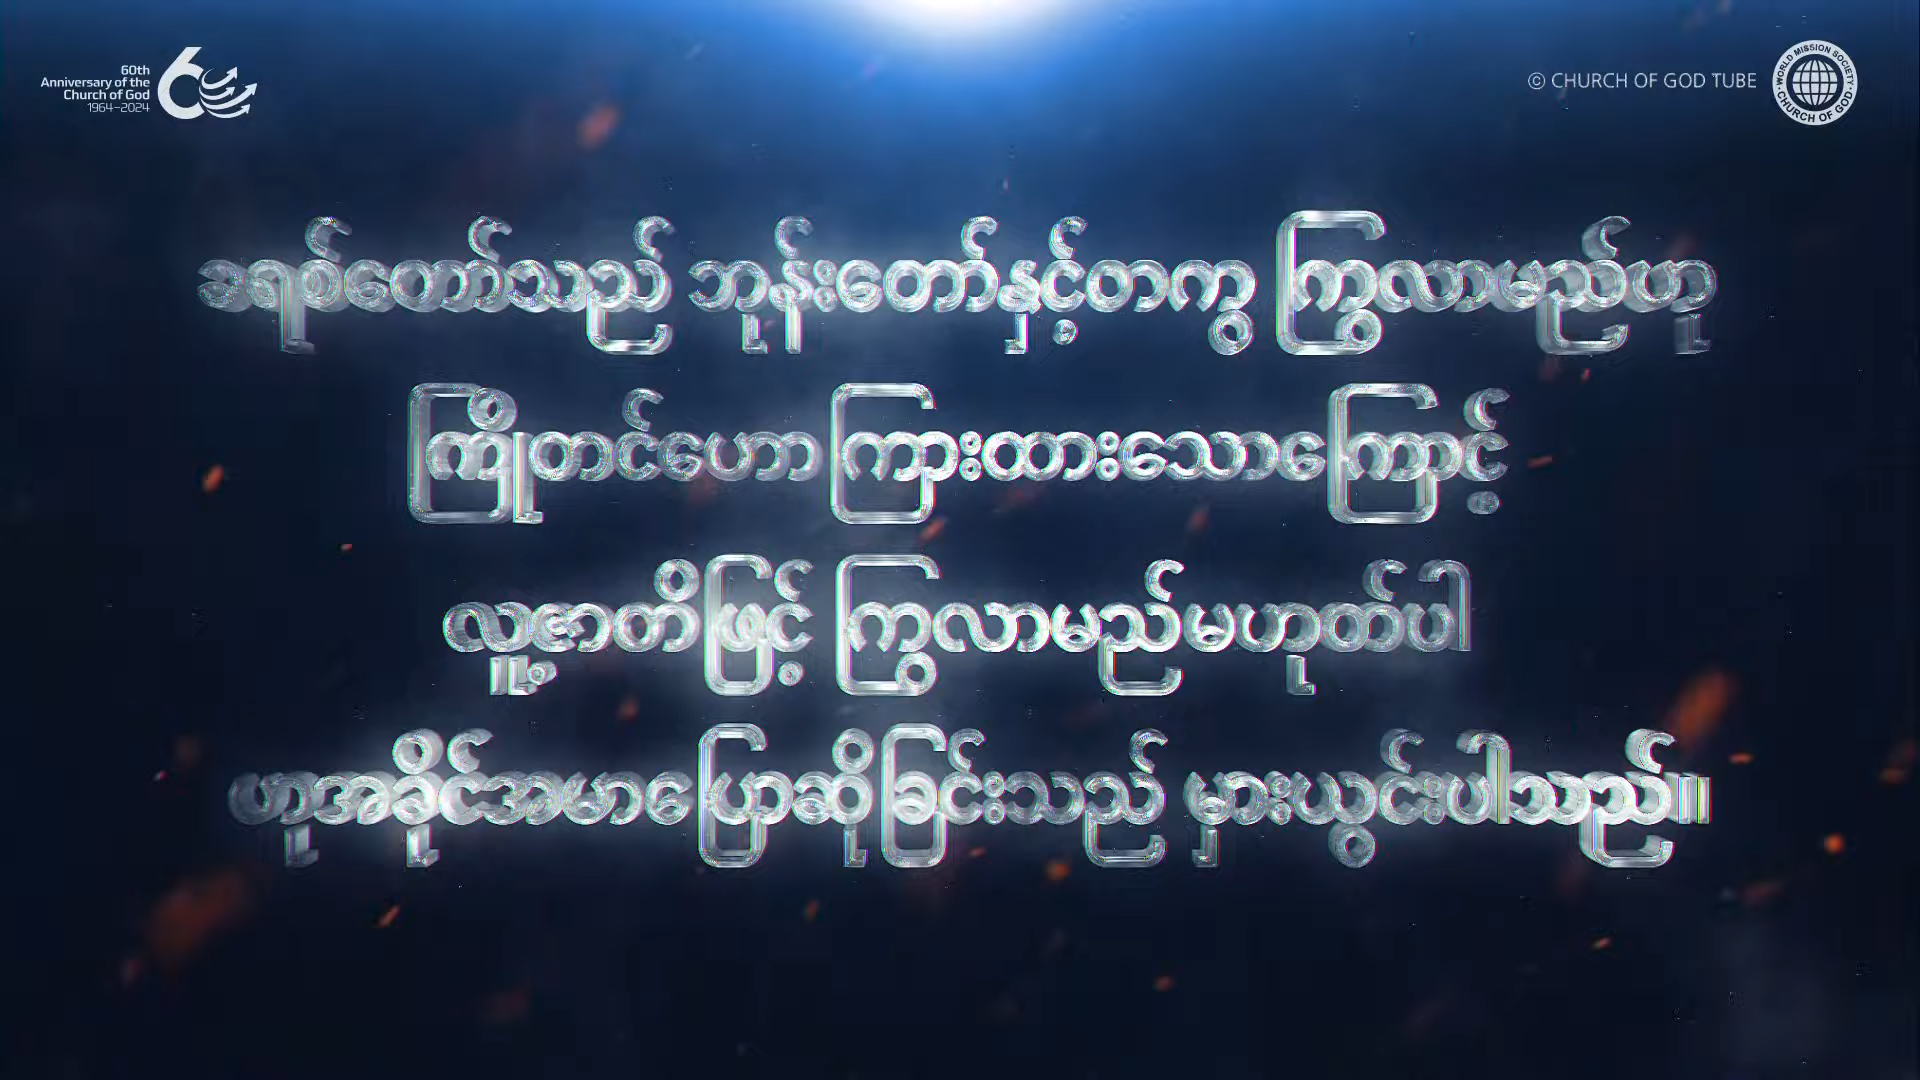 60th
Anniversary of the
Church of God
1964–2024
© CHURCH OF GOD TUBE
WORLD MISSION SOCIETY CHURCH OF GOD
ခရစ်တော်သည် ဘုန်းတော်နှင့်တကွ ကြွလာမည်ဟု
ကြိုတင်ဟောကြားထားသောကြောင့်
လူ့ဇာတိဖြင့် ကြွလာမည်မဟုတ်ပါ
ဟုအခိုင်အမာပြောဆိုခြင်းသည် မှားယွင်းပါသည်။